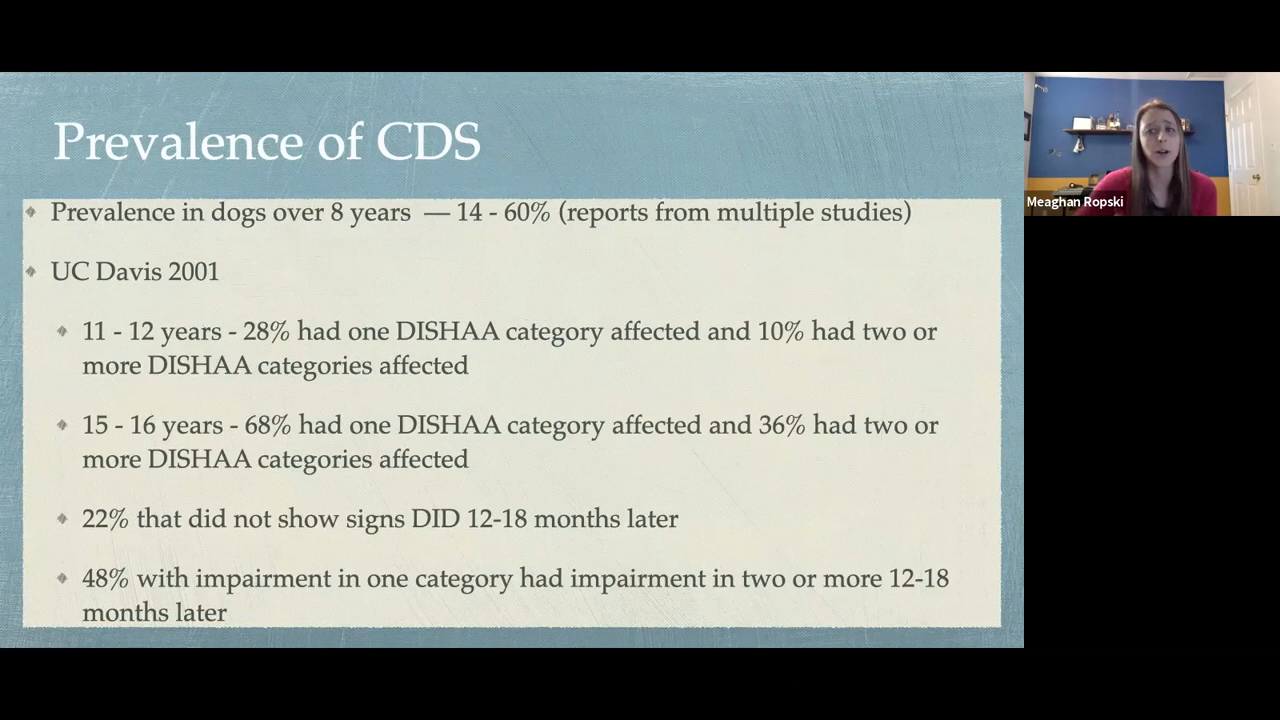 Prevalence of CDS
Prevalence in dogs over 8 years — 14 - 60% (reports from multiple studies)
UC Davis 2001
11 - 12 years - 28% had one DISHAA category affected and 10% had two or
more DISHAA categories affected
15 - 16 years - 68% had one DISHAA category affected and 36% had two or
more DISHAA categories affected
22% that did not show signs DID 12-18 months later
48% with impairment in one category had impairment in two or more 12-18
months later
Meaghan Ropski